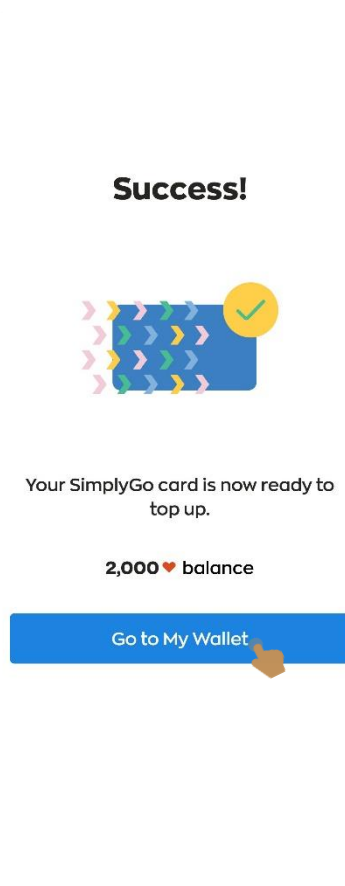 Success!
Your SimplyGo card is now ready to
top up.
2,000 ❤ balance
Go to My Wallet